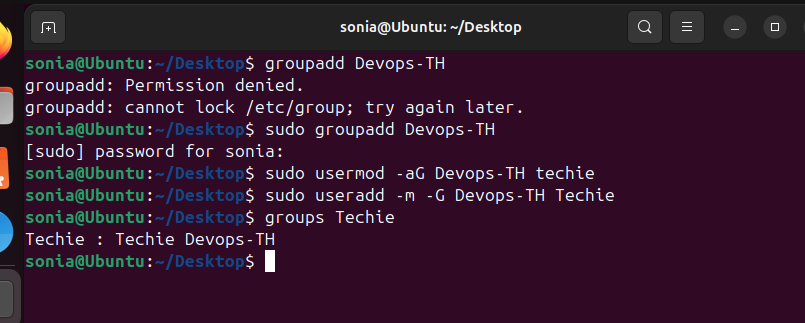 sonia@Ubuntu: ~/Desktop
sonia@Ubuntu:~/Desktop$ groupadd Devops-TH
groupadd: Permission denied.
groupadd: cannot lock /etc/group; try again later.
sonia@Ubuntu:~/Desktop$ sudo groupadd Devops-TH
[sudo] password for sonia:
sonia@Ubuntu:~/Desktop$ sudo usermod -aG Devops-TH techie
sonia@Ubuntu:~/Desktop$ sudo useradd -m -G Devops-TH Techie
sonia@Ubuntu:~/Desktop$ groups Techie
Techie : Techie Devops-TH
sonia@Ubuntu:~/Desktop$